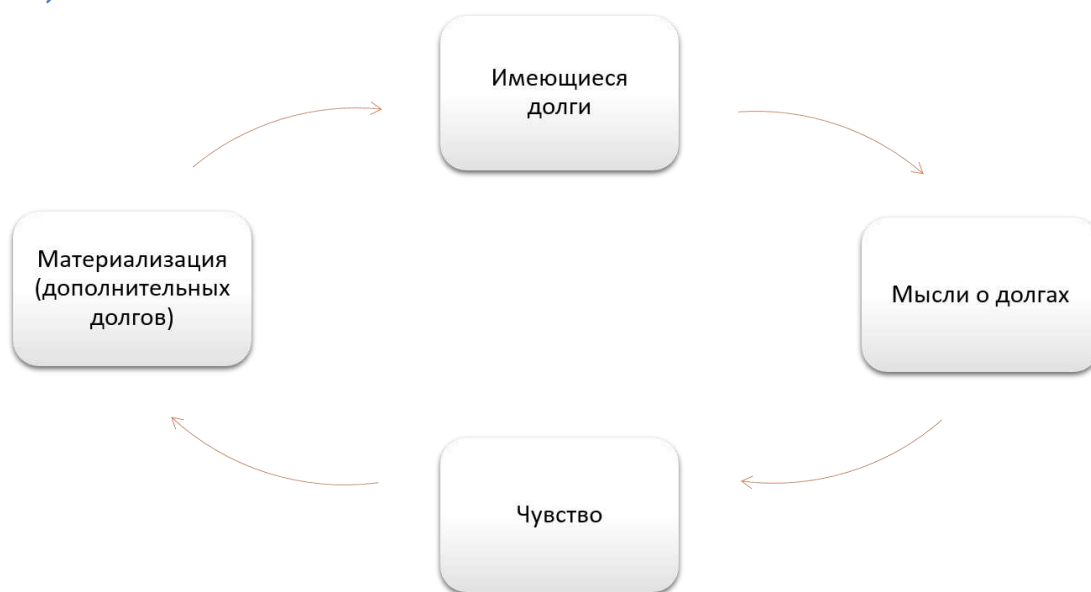 Имеющиеся
долги
Материализация
(дополнительных
долгов)
Мысли о долгах
Чувство